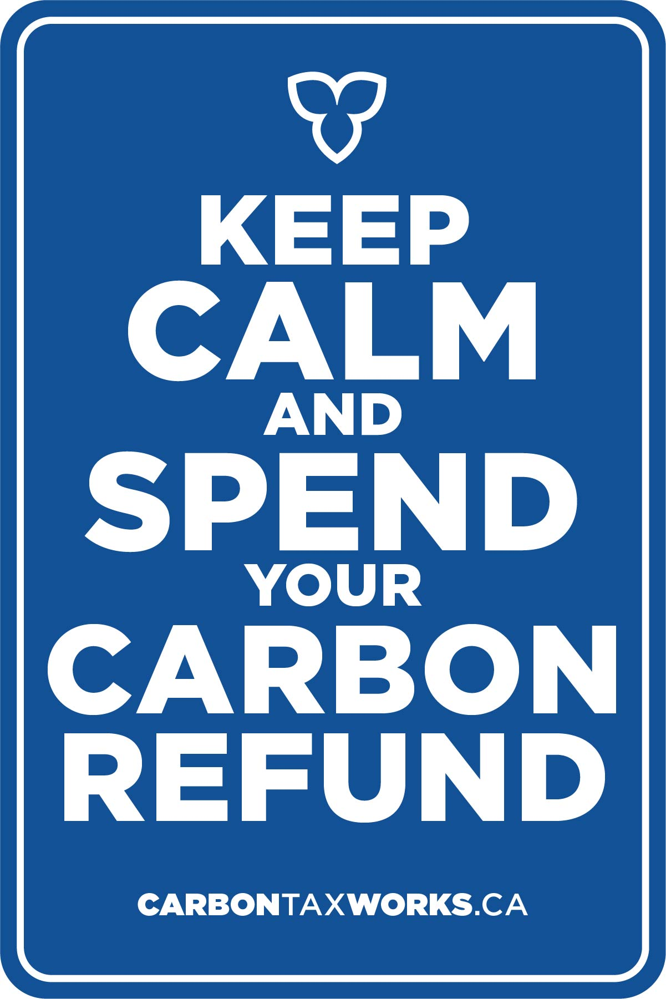 KEEP
CALM
AND
SPEND
YOUR
CARBON
REFUND
CARBONTAXWORKS.CA